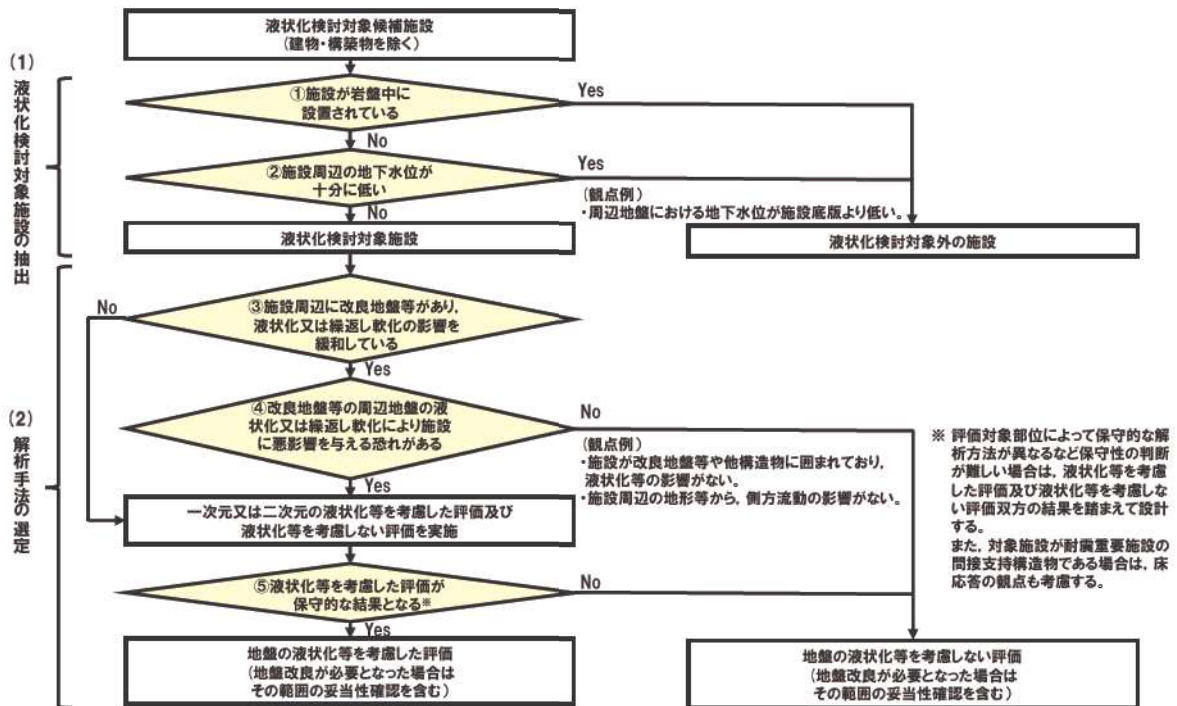 液状化検討対象候補施設
(建物・構築物を除く)
(1)
液状化検討対象施設の抽出
①施設が岩盤中に
設置されている
Yes
No
②施設周辺の地下水位が
十分に低い
Yes
(観点例)
・周辺地盤における地下水位が施設底版より低い。
No
液状化検討対象施設
液状化検討対象外の施設
(2)
解析手法の選定
No
③施設周辺に改良地盤等があり,
液状化又は繰返し軟化の影響を
緩和している
Yes
④改良地盤等の周辺地盤の液
状化又は繰返し軟化により施設
に悪影響を与える恐れがある
No
(観点例)
・施設が改良地盤等や他構造物に囲まれており,
液状化等の影響がない。
・施設周辺の地形等から, 側方流動の影響がない。
Yes
※ 評価対象部位によって保守的な解
析方法が異なるなど保守性の判断
が難しい場合は, 液状化等を考慮
した評価及び液状化等を考慮しな
い評価双方の結果を踏まえて設計
する。
また, 対象施設が耐震重要施設の
間接支持構造物である場合は, 床
応答の観点も考慮する。
一次元又は二次元の液状化等を考慮した評価及び
液状化等を考慮しない評価を実施
⑤液状化等を考慮した評価が
保守的な結果となる※
No
Yes
地盤の液状化等を考慮した評価
(地盤改良が必要となった場合は
その範囲の妥当性確認を含む)
地盤の液状化等を考慮しない評価
(地盤改良が必要となった場合は
その範囲の妥当性確認を含む)